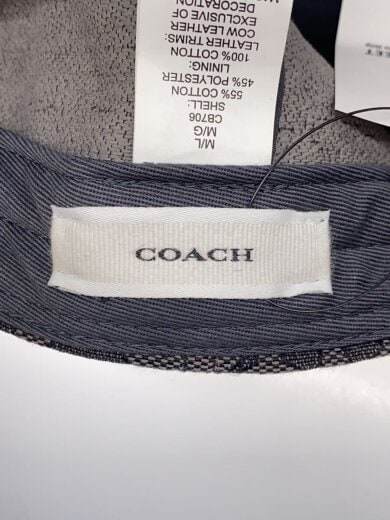 M/L
M/G
CB706
SHELL:
55% COTTON
45% POLYESTER
LINING:
100% COTTON
LEATHER TRIMS:
COW LEATHER
EXCLUSIVE OF
DECORATION
COACH